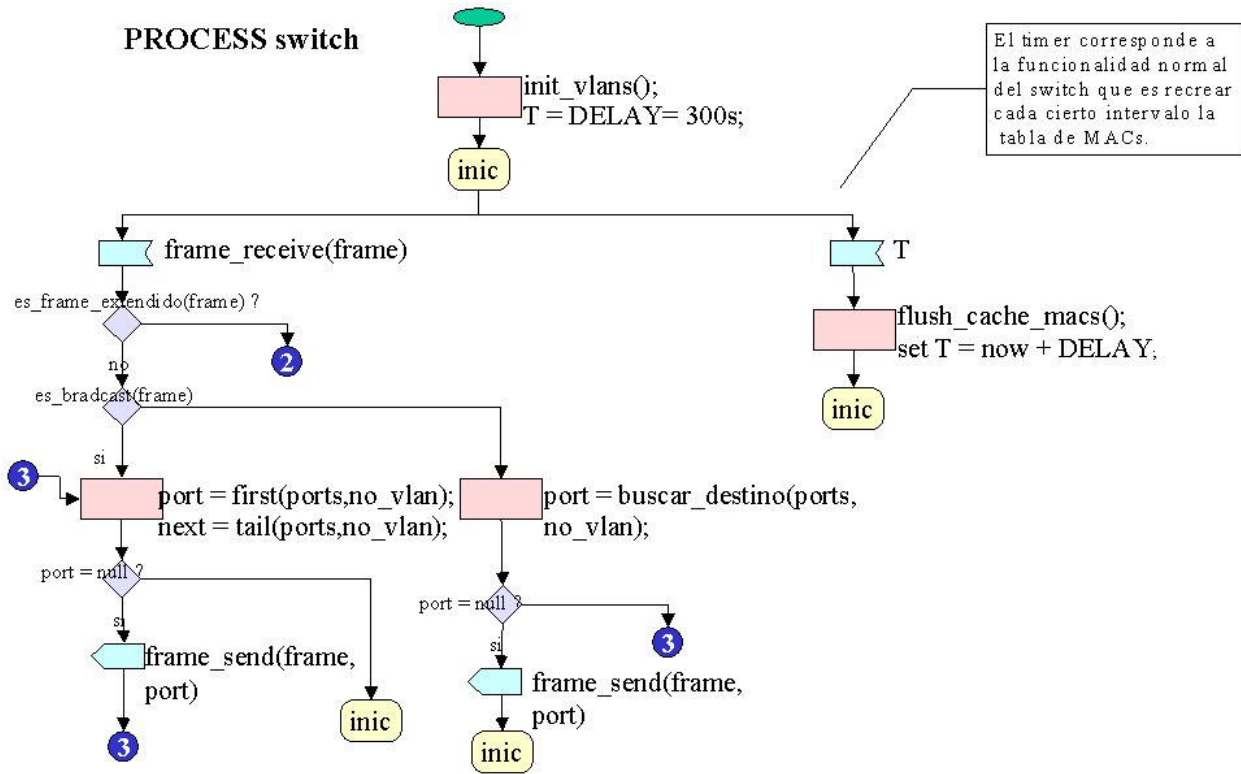 PROCESS switch
init_vlans();
T = DELAY= 300s;
inic
El timer corresponde a
la funcionalidad normal
del switch que es recrear
cada cierto intervalo la
tabla de MACs.
frame_receive(frame)
T
es_frame_extendido(frame) ?
2
no
flush_cache_macs();
set T = now + DELAY;
inic
es_bradcast(frame)
si
3
port = first(ports,no_vlan);
next = tail(ports,no_vlan);
port = buscar_destino(ports,
no_vlan);
port = null ?
si
frame_send(frame,
port)
3
inic
port = null ?
3
si
frame_send(frame,
port)
inic